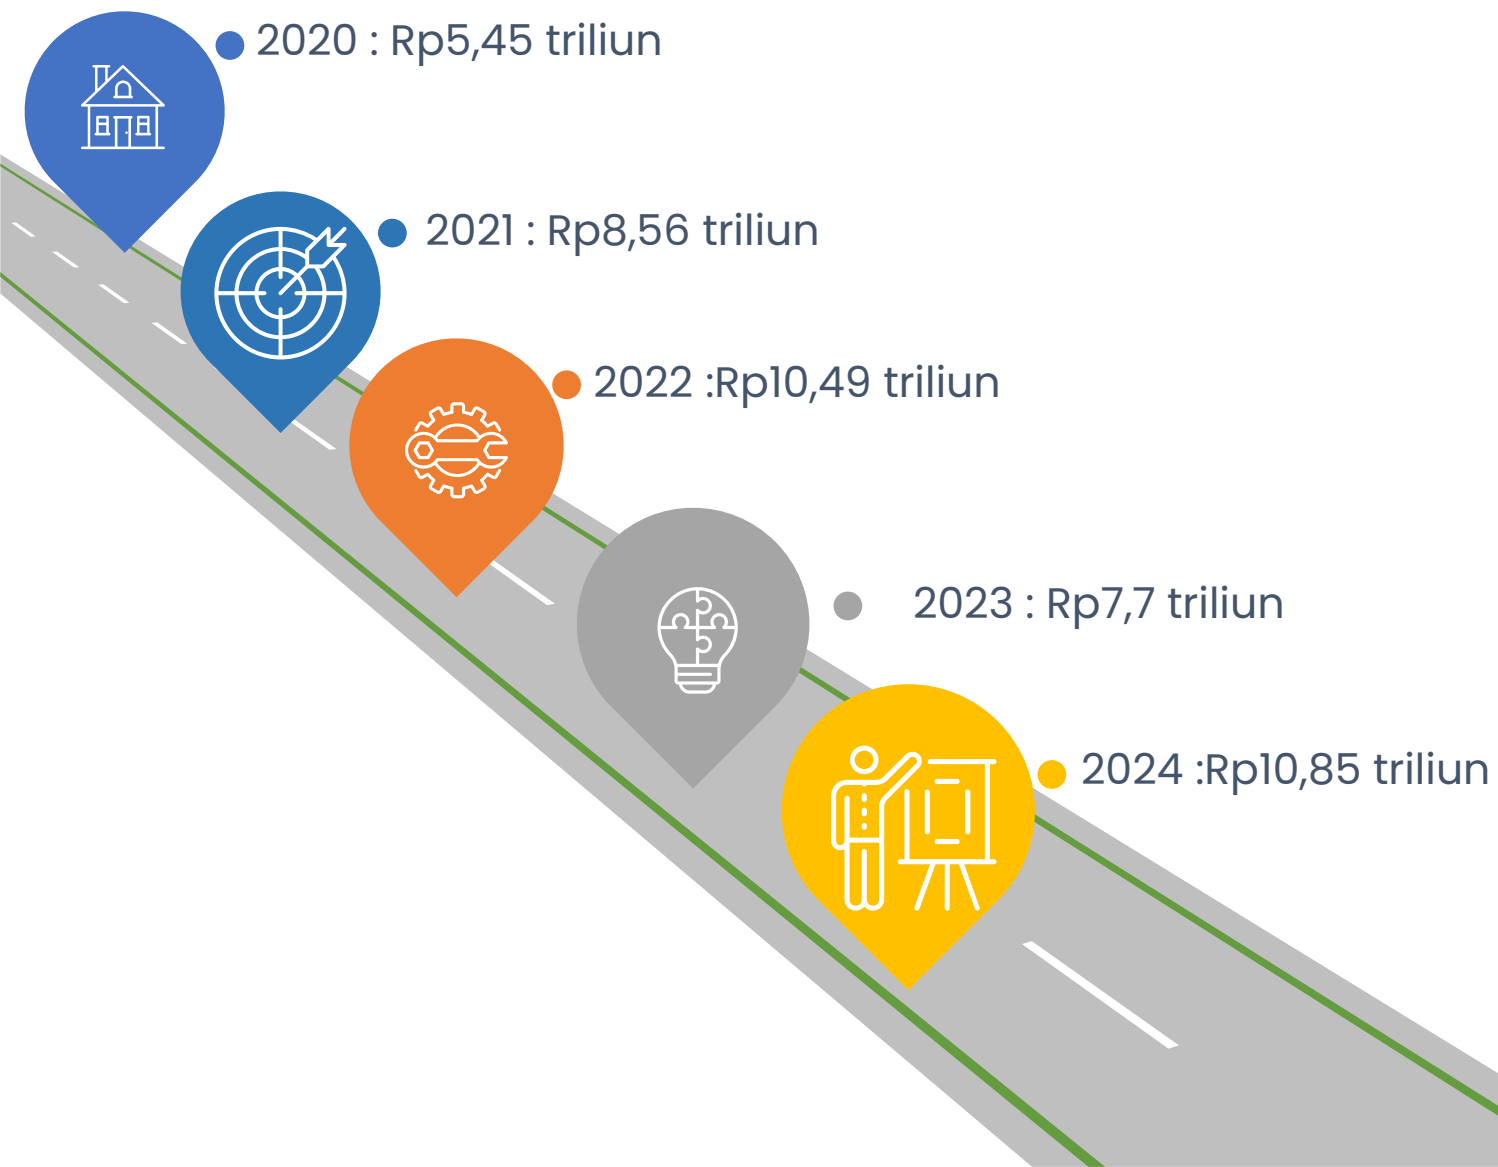 2020 : Rp5,45 triliun
2021 : Rp8,56 triliun
2022 :Rp10,49 triliun
2023 : Rp7,7 triliun
2024 :Rp10,85 triliun